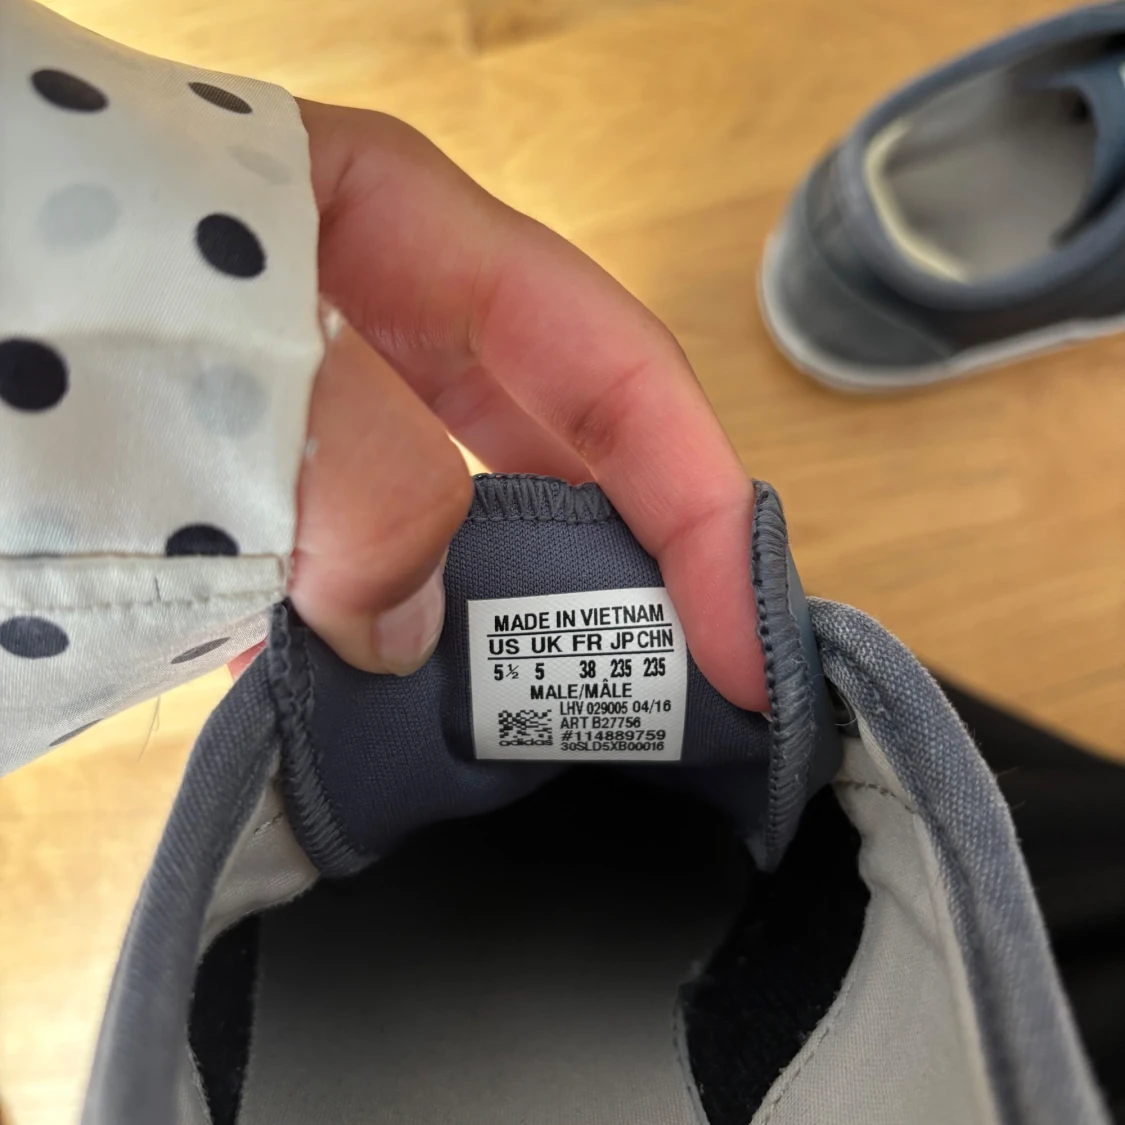 MADE IN VIETNAM
US UK FR JP CHN
5½ 5 38 235 235
MALE/MÂLE
LHV 029005 04/16
ART B27756
#114889759
adidas 30SLD5XB00016